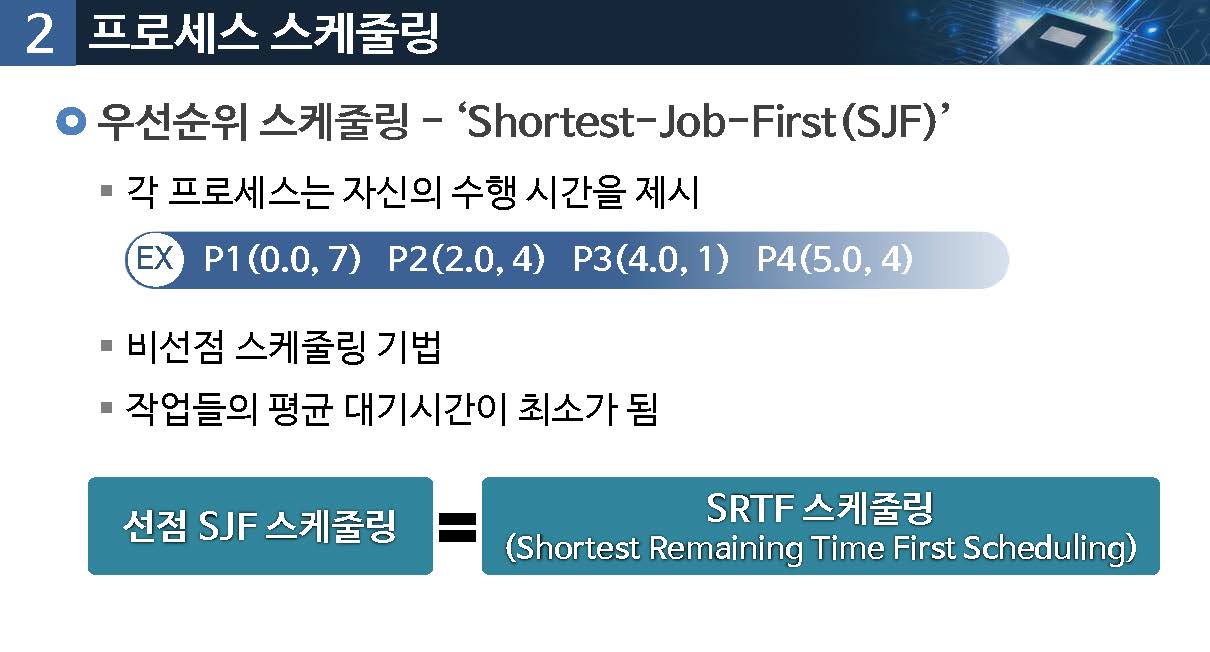 2 프로세스 스케줄링
우선순위 스케줄링 - ‘Shortest-Job-First(SJF)’
각 프로세스는 자신의 수행 시간을 제시
EX P1(0.0, 7) P2(2.0, 4) P3(4.0, 1) P4(5.0, 4)
비선점 스케줄링 기법
작업들의 평균 대기시간이 최소가 됨
선점 SJF 스케줄링 = SRTF 스케줄링
(Shortest Remaining Time First Scheduling)